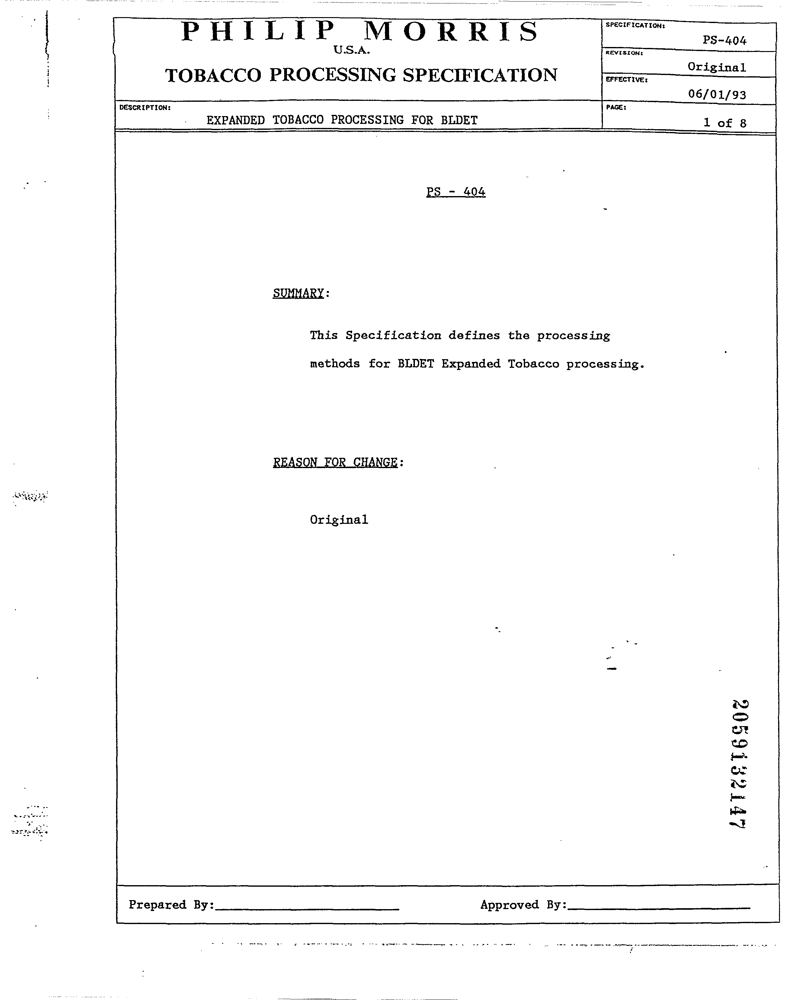 PHILIP MORRIS
U.S.A.
TOBACCO PROCESSING SPECIFICATION
SPECIFICATION:
PS-404
REVISION:
Original
EFFECTIVE:
06/01/93
DESCRIPTION:
EXPANDED TOBACCO PROCESSING FOR BLDET
PAGE:
1 of 8
PS - 404
SUMMARY:
This Specification defines the processing
methods for BLDET Expanded Tobacco processing.
REASON FOR CHANGE:
Original
2059132147
Prepared By:
Approved By: